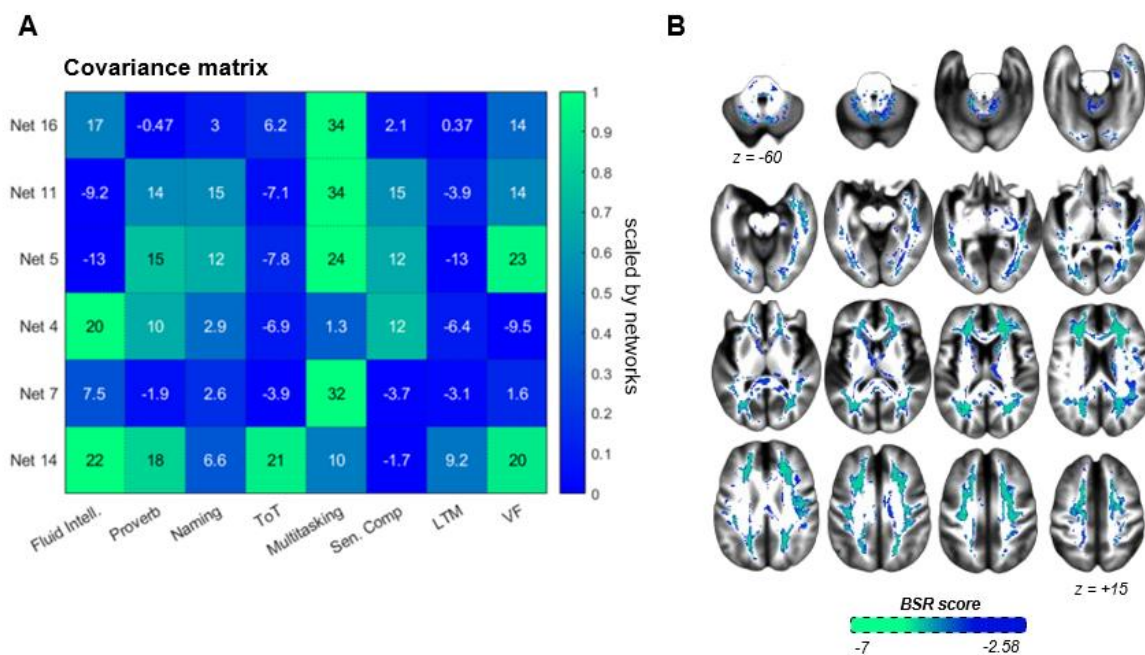 A
Covariance matrix
Net 16 17 -0.47 3 6.2 34 2.1 0.37 14
Net 11 -9.2 14 15 -7.1 34 15 -3.9 14
Net 5 -13 15 12 -7.8 24 12 -13 23
Net 4 20 10 2.9 -6.9 1.3 12 -6.4 -9.5
Net 7 7.5 -1.9 2.6 -3.9 32 -3.7 -3.1 1.6
Net 14 22 18 6.6 21 10 -1.7 9.2 20
Fluid Intell. Proverb Naming ToT Multitasking Sen. Comp LTM VF
1
0.9
0.8
0.7
0.6
0.5
0.4
0.3
0.2
0.1
0
scaled by networks
B
z = -60
z = +15
BSR score
-7 -2.58